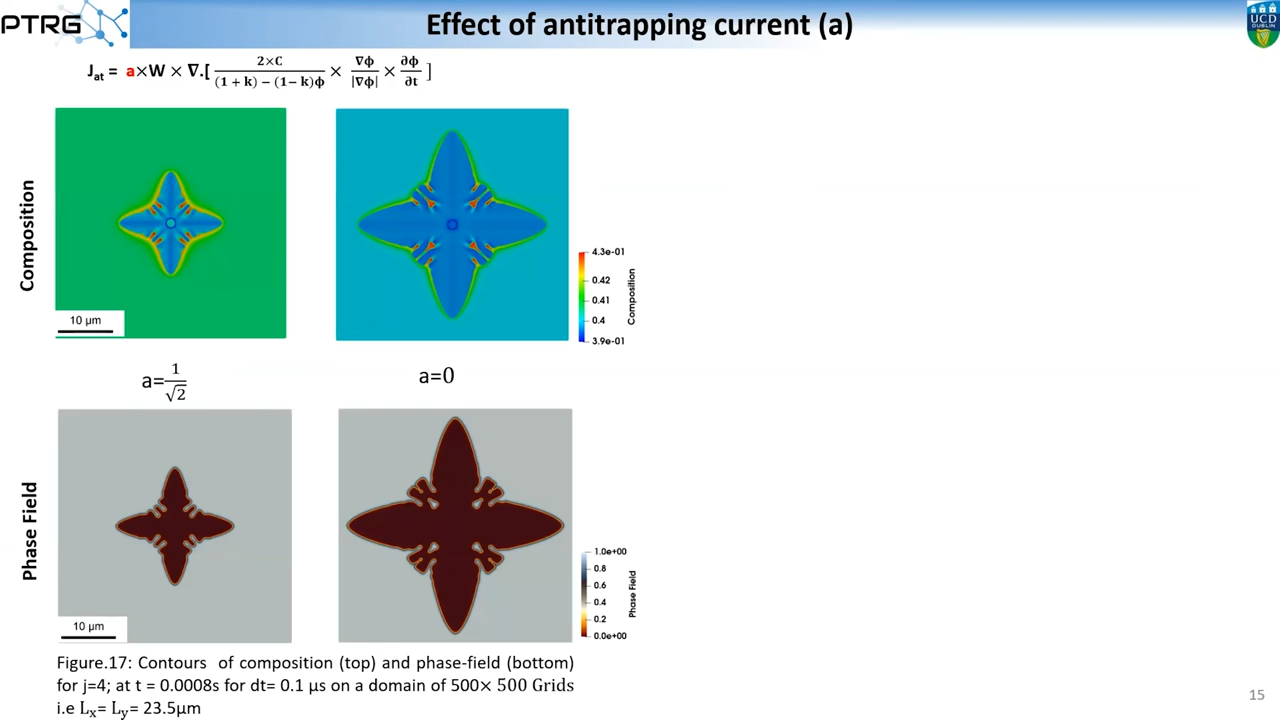 PTRG
Effect of antitrapping current (a)
UCD
DUBLIN
J_at = a×W × ∇.[ 2×C / (1 + k) − (1− k)ϕ × ∇ϕ / |∇ϕ| × ∂ϕ / ∂t ]
Composition
10 µm
4.3e-01
0.42
0.41
0.4
3.9e-01
Composition
a=1/√2
a=0
Phase Field
10 µm
1.0e+00
0.8
0.6
0.4
0.2
0.0e+00
Phase Field
Figure.17: Contours of composition (top) and phase-field (bottom)
for j=4; at t = 0.0008s for dt= 0.1 µs on a domain of 500× 500 Grids
i.e L_x= L_y= 23.5µm
15